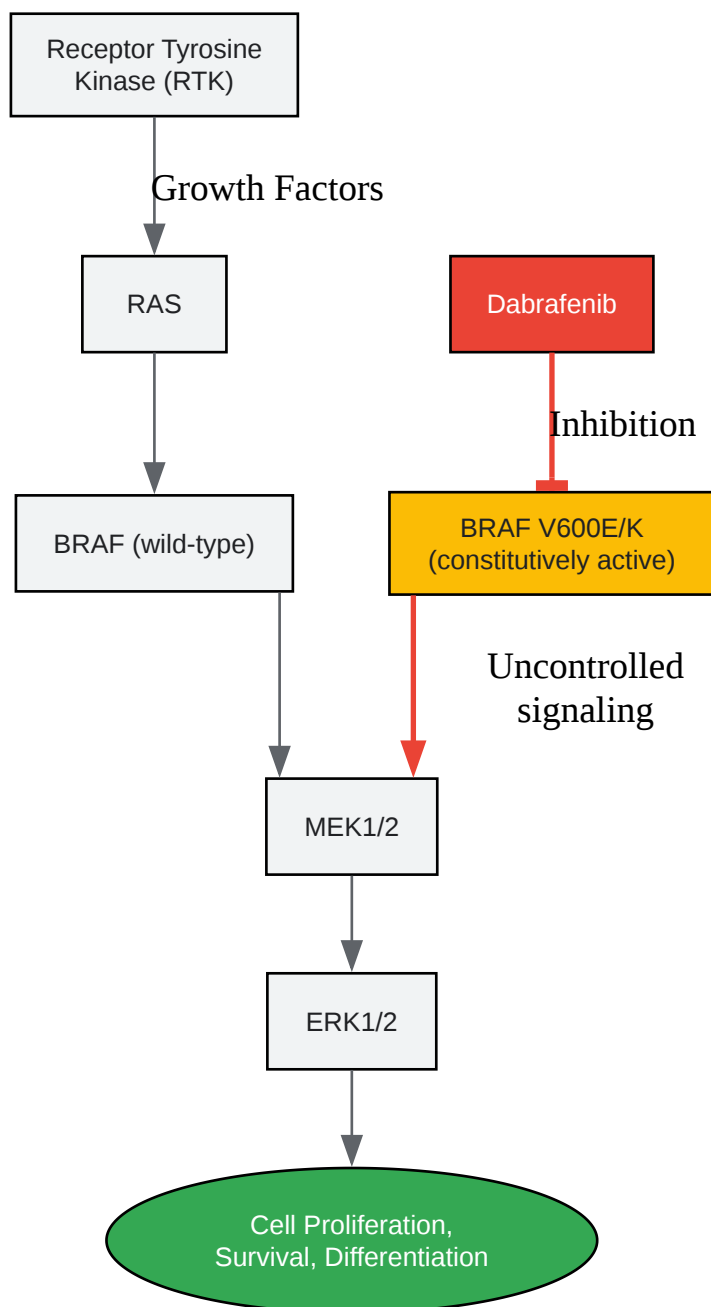 Receptor Tyrosine
Kinase (RTK)
Growth Factors
RAS
Dabrafenib
Inhibition
BRAF (wild-type)
BRAF V600E/K
(constitutively active)
Uncontrolled
signaling
MEK1/2
ERK1/2
Cell Proliferation,
Survival, Differentiation